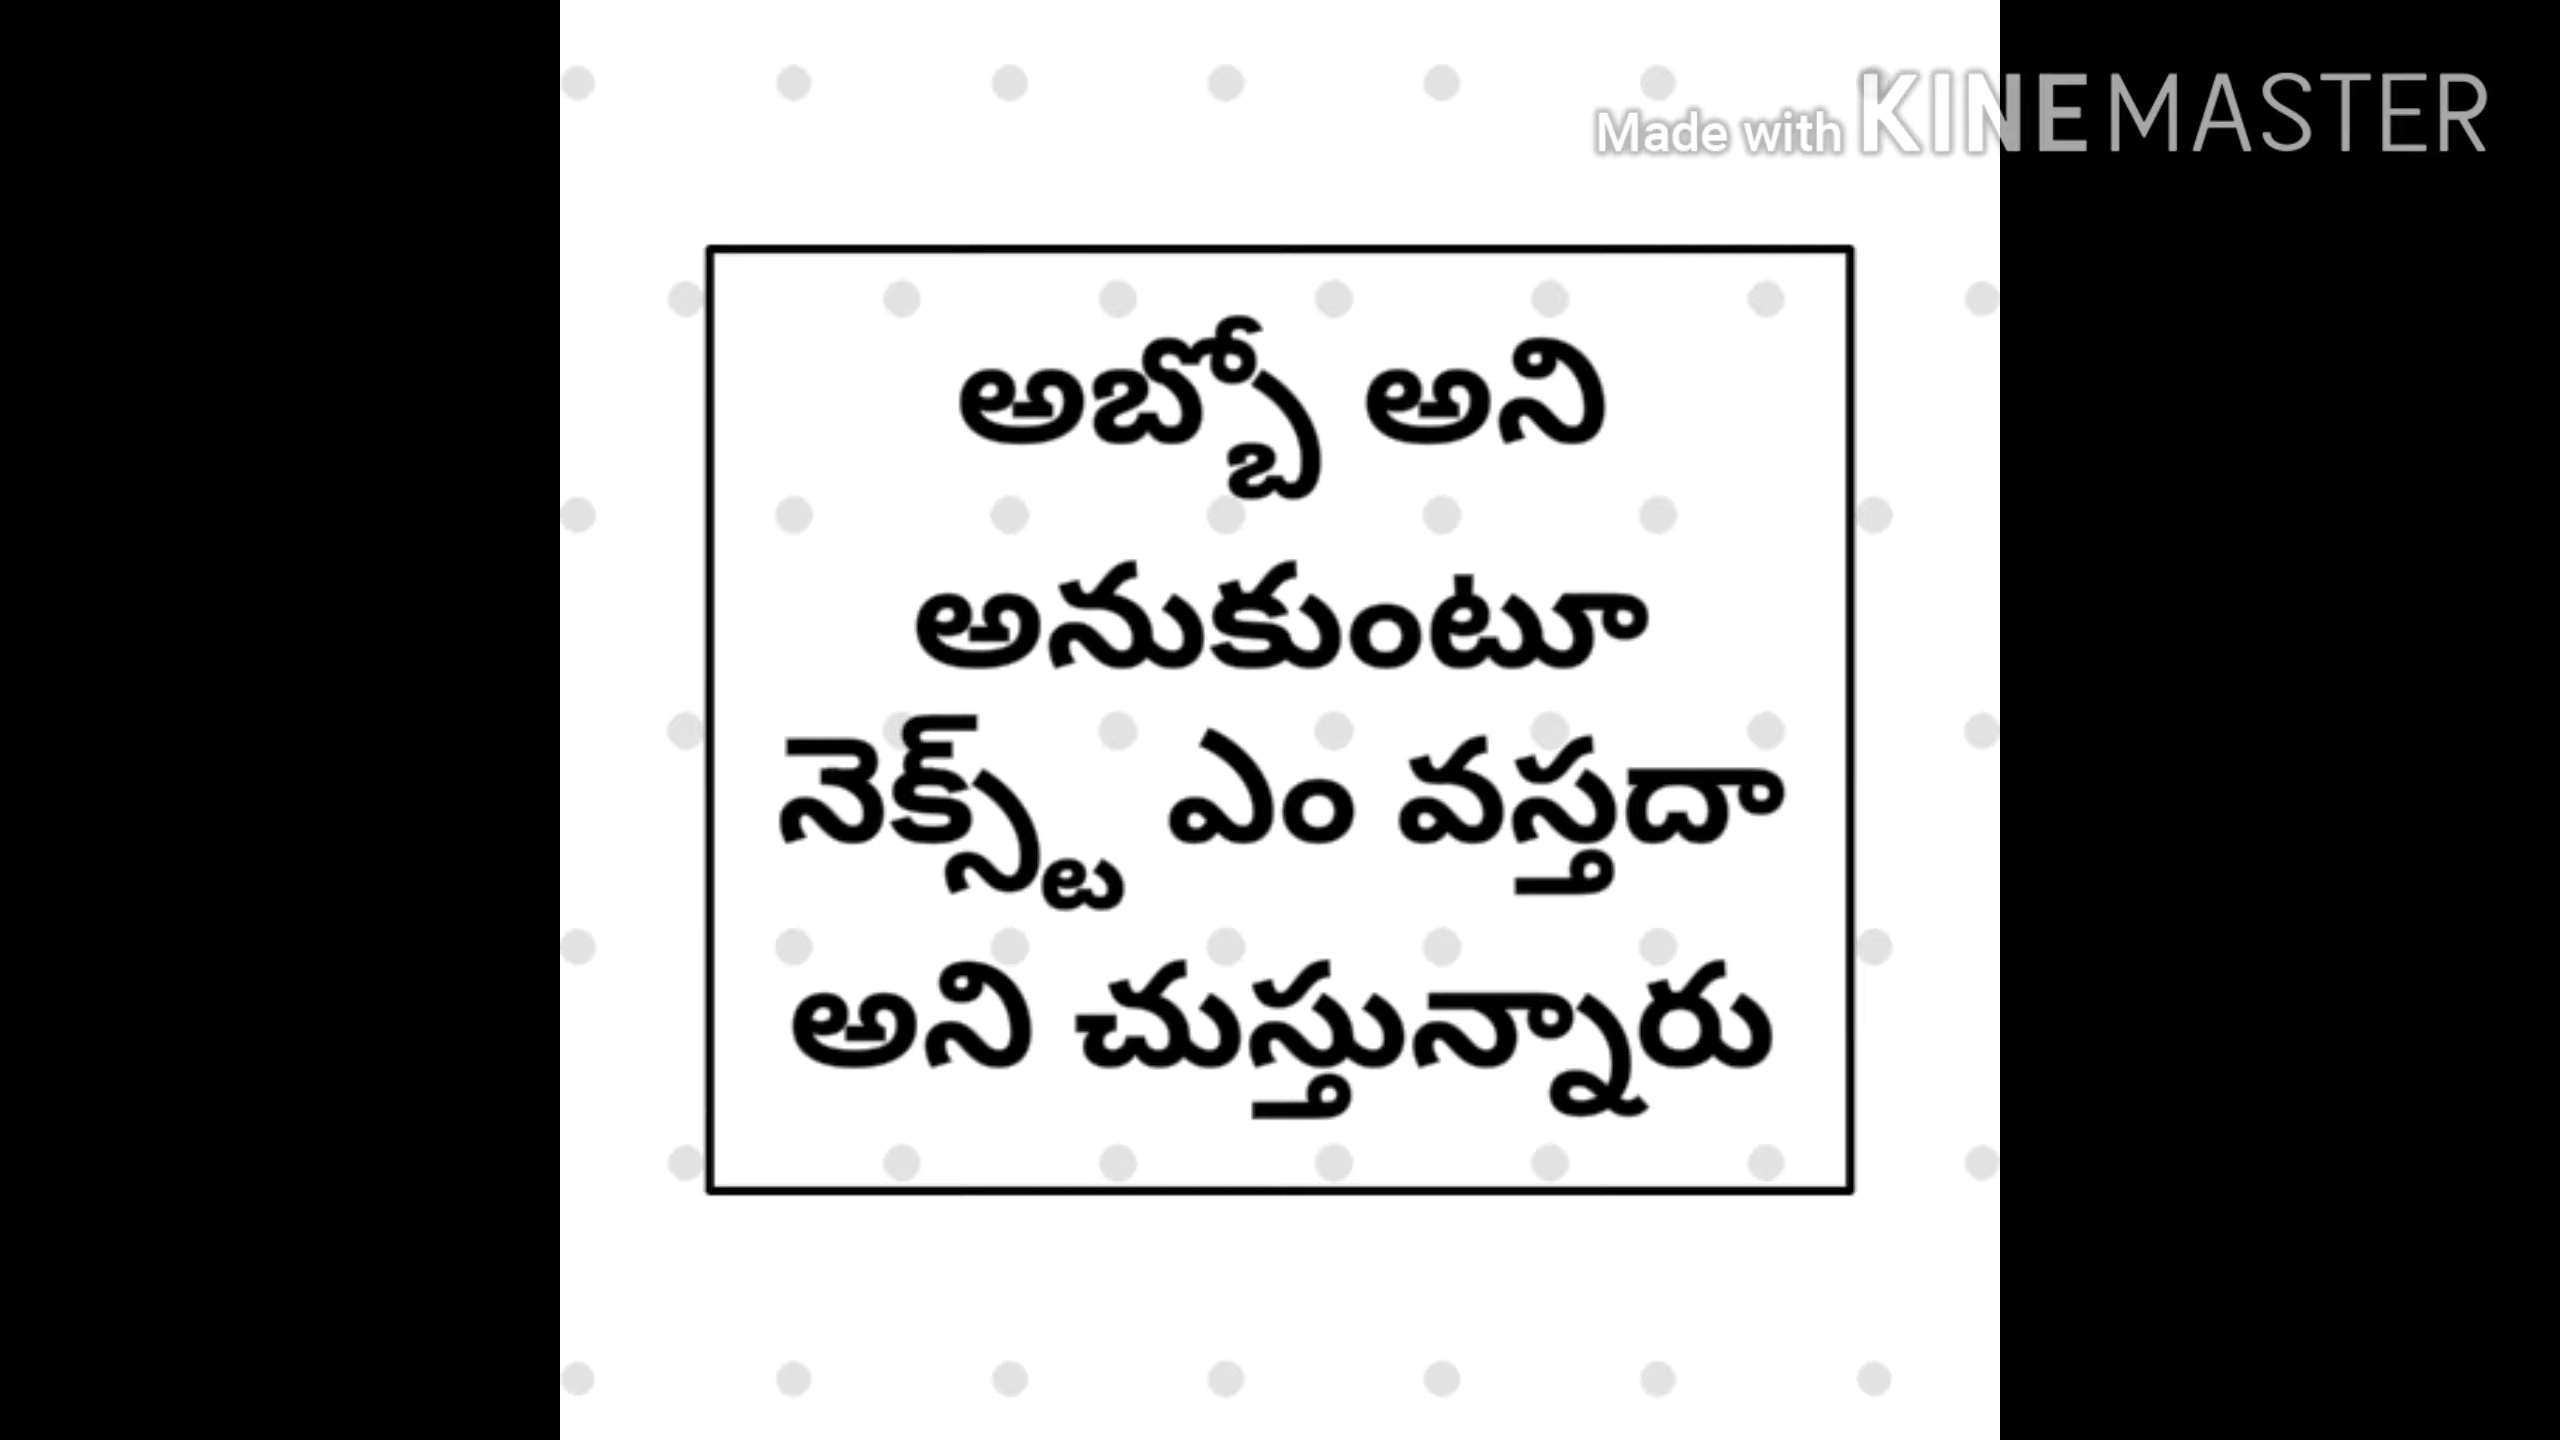 Made with KINEMASTER
అబ్బో అని
అనుకుంటూ
నెక్స్ట్ ఎం వస్తదా
అని చుస్తున్నారు